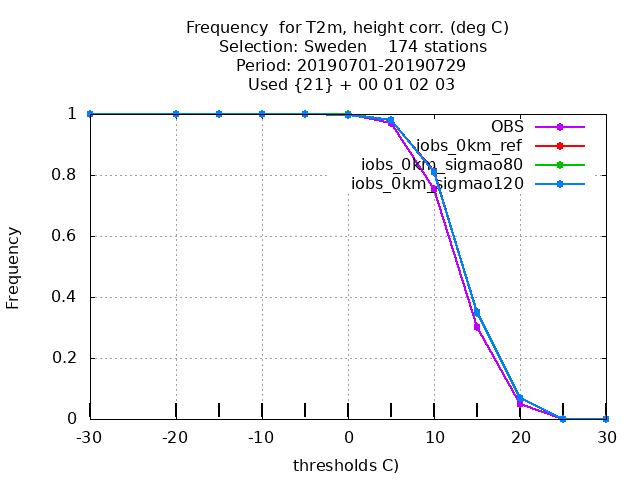 Frequency  for T2m, height corr. (deg C)
Selection: Sweden    174 stations
Period: 20190701-20190729
Used {21} + 00 01 02 03
OBS
iobs_0km_ref
iobs_0km_sigmao80
iobs_0km_sigmao120
1
0.8
0.6
0.4
0.2
0
Frequency
-30
-20
-10
0
10
20
30
thresholds C)